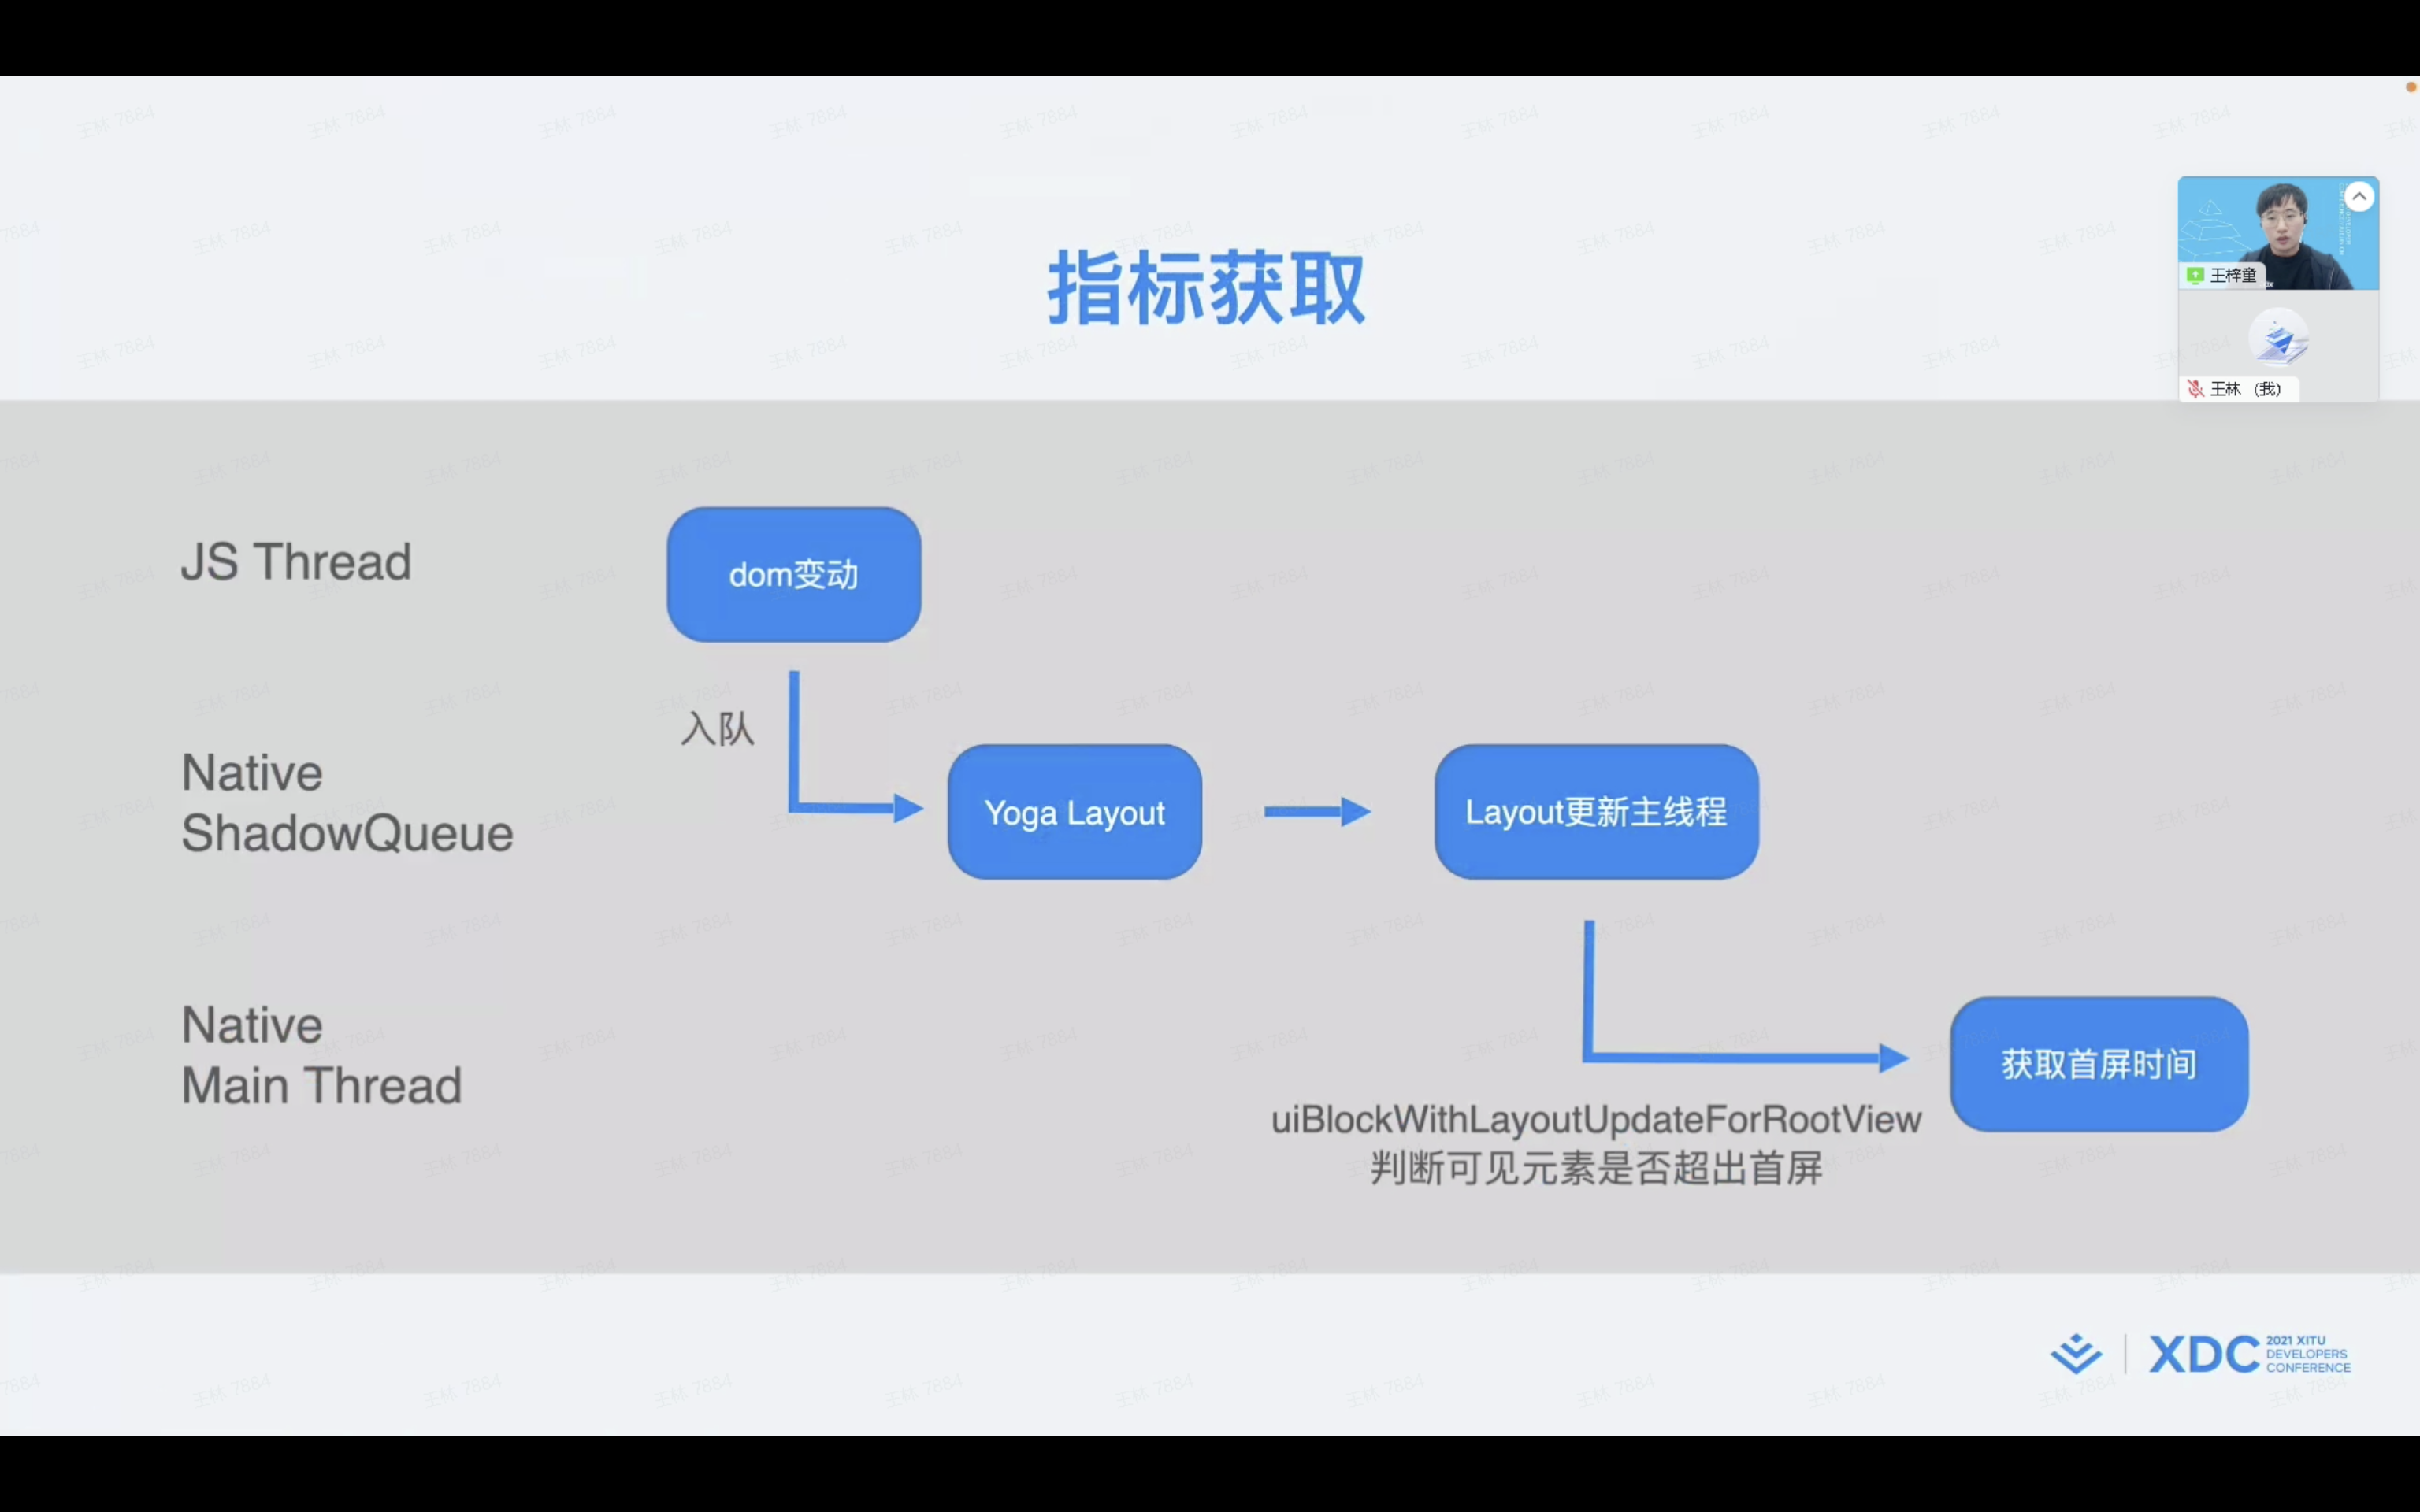 指标获取
王梓童
王林 （我）
JS Thread
dom变动
入队
Native
ShadowQueue
Yoga Layout
Layout更新主线程
Native
Main Thread
获取首屏时间
uiBlockWithLayoutUpdateForRootView
判断可见元素是否超出首屏
XDC
2021 XITU
DEVELOPERS
CONFERENCE
王林 7884